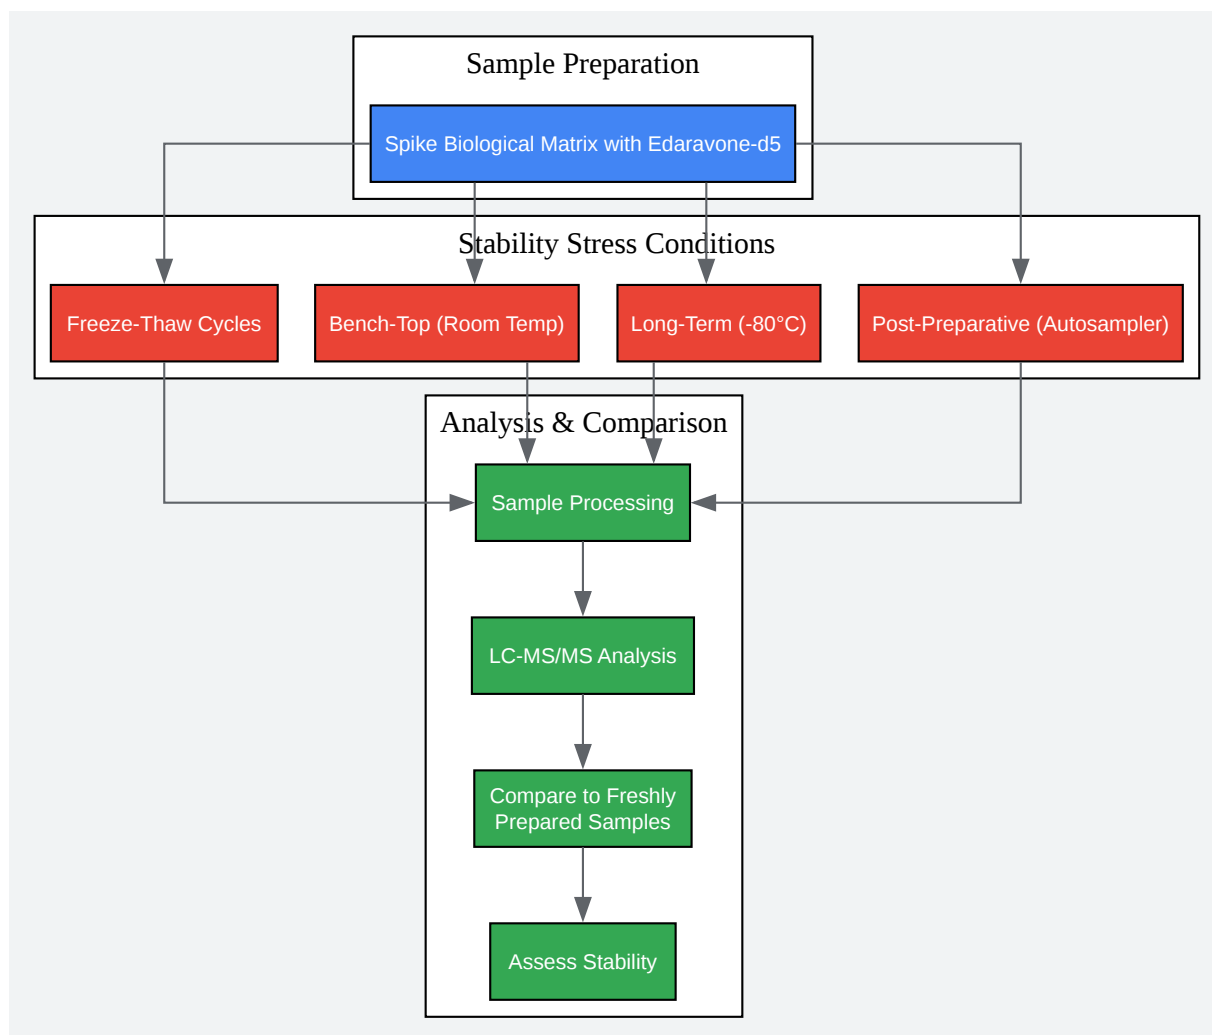 Sample Preparation
Spike Biological Matrix with Edaravone-d5
Stability Stress Conditions
Freeze-Thaw Cycles
Bench-Top (Room Temp)
Long-Term (-80°C)
Post-Preparative (Autosampler)
Analysis & Comparison
Sample Processing
LC-MS/MS Analysis
Compare to Freshly
Prepared Samples
Assess Stability